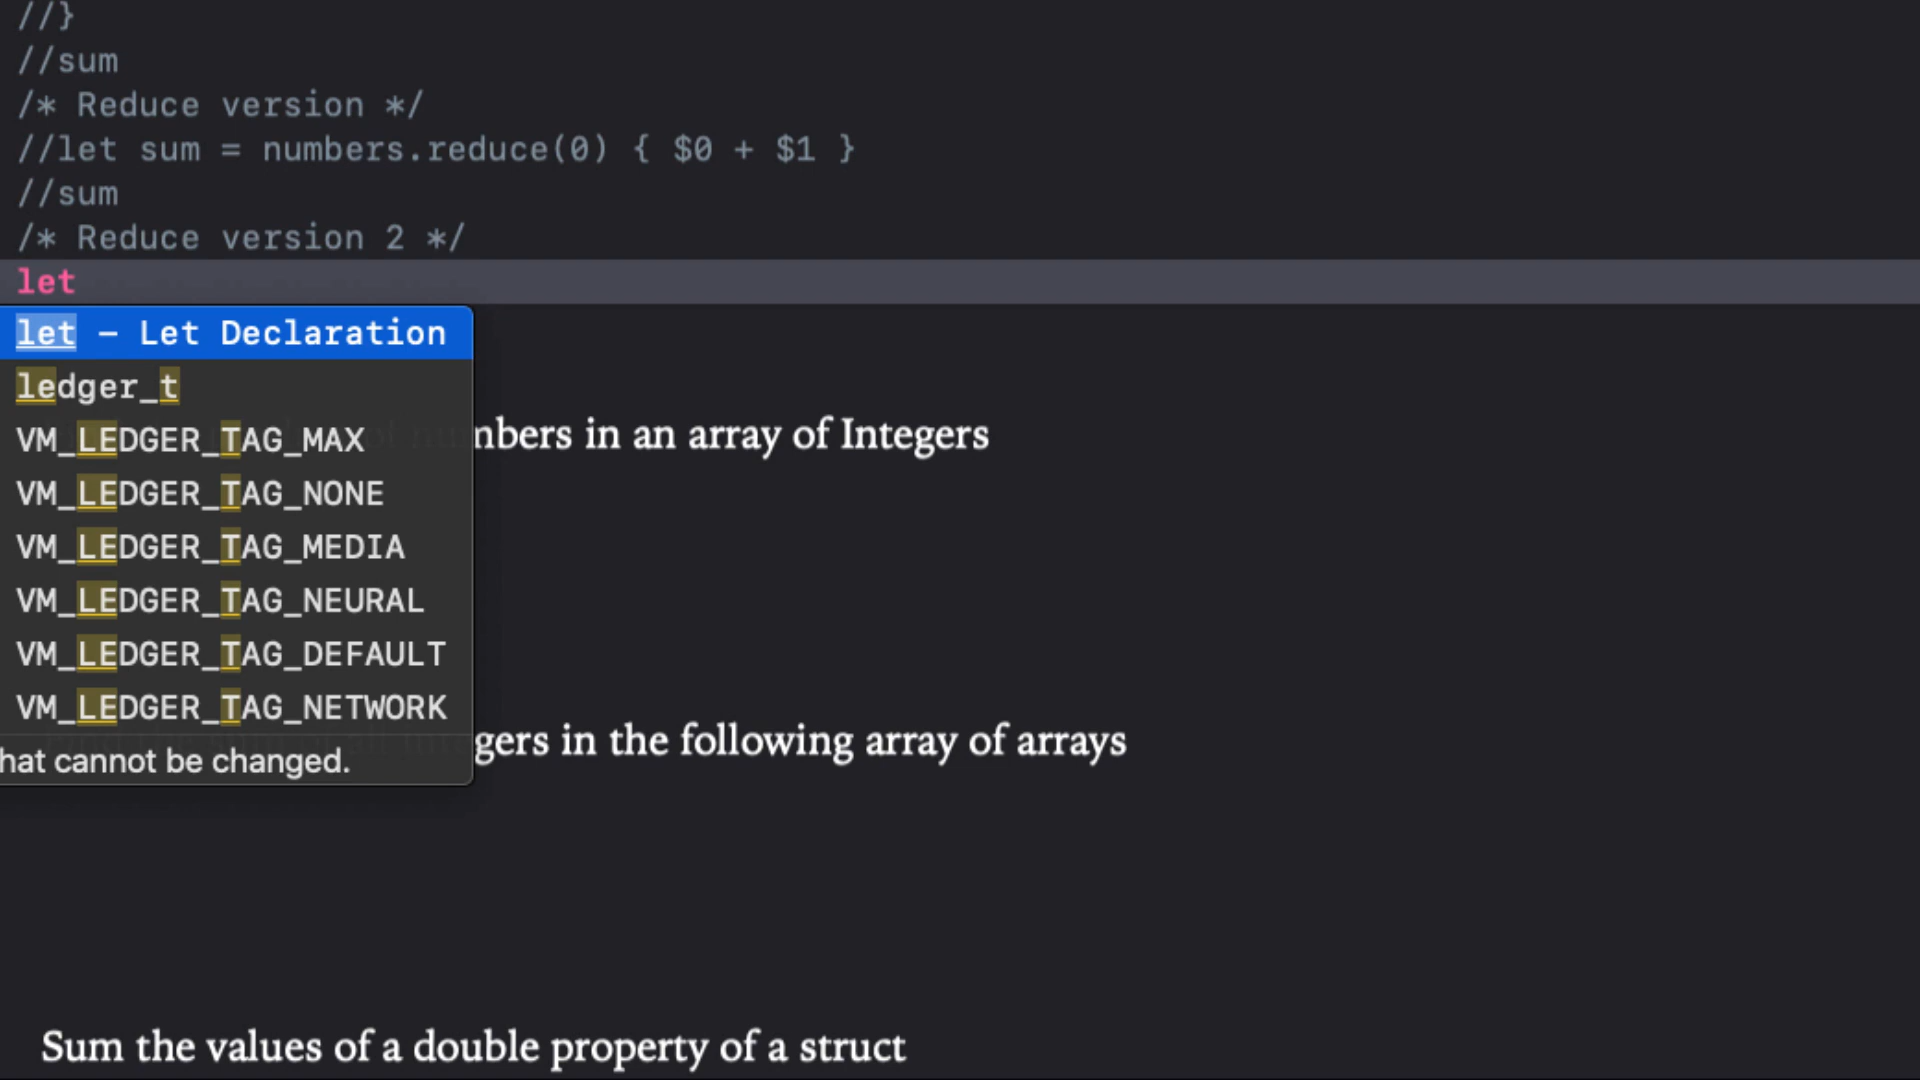 //}
//sum
/* Reduce version */
//let sum = numbers.reduce(0) { $0 + $1 }
//sum
/* Reduce version 2 */
let
let – Let Declaration
ledger_t
VM_LEDGER_TAG_MAX
nbers in an array of Integers
VM_LEDGER_TAG_NONE
VM_LEDGER_TAG_MEDIA
VM_LEDGER_TAG_NEURAL
VM_LEDGER_TAG_DEFAULT
VM_LEDGER_TAG_NETWORK
gers in the following array of arrays
hat cannot be changed.
Sum the values of a double property of a struct